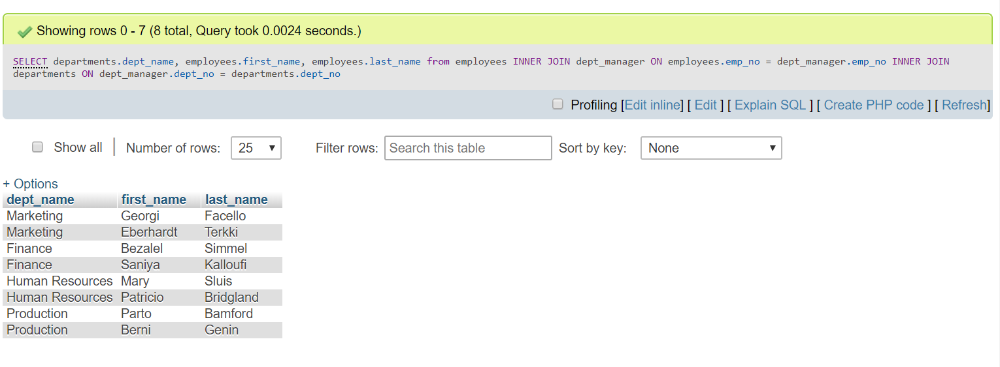 Showing rows 0 - 7 (8 total, Query took 0.0024 seconds.)
SELECT departments.dept_name, employees.first_name, employees.last_name from employees INNER JOIN dept_manager ON employees.emp_no = dept_manager.emp_no INNER JOIN
departments ON dept_manager.dept_no = departments.dept_no
Profiling [Edit inline] [ Edit ] [ Explain SQL ] [ Create PHP code ] [ Refresh]
Show all | Number of rows: 25 ▼ Filter rows: Search this table Sort by key: None ▼
+ Options
dept_name first_name last_name
Marketing Georgi Facello
Marketing Eberhardt Terkki
Finance Bezalel Simmel
Finance Saniya Kalloufi
Human Resources Mary Sluis
Human Resources Patricio Bridgland
Production Parto Bamford
Production Berni Genin